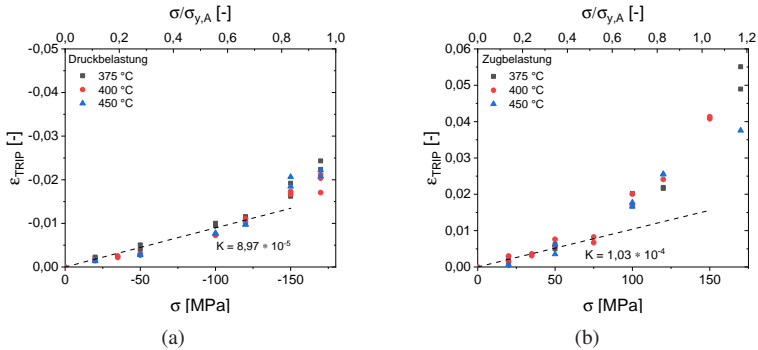 σ/σy,A [-]
0,0 0,2 0,4 0,6 0,8 1,0
-0,05
-0,04
-0,03
-0,02
-0,01
0,00
εTRIP [-]
Druckbelastung
375 °C
400 °C
450 °C
K = 8,97 * 10-5
0 -50 -100 -150
σ [MPa]
(a)
σ/σy,A [-]
0,0 0,2 0,4 0,6 0,8 1,0 1,2
0,06
0,05
0,04
0,03
0,02
0,01
0,00
εTRIP [-]
Zugbelastung
375 °C
400 °C
450 °C
K = 1,03 * 10-4
0 50 100 150
σ [MPa]
(b)